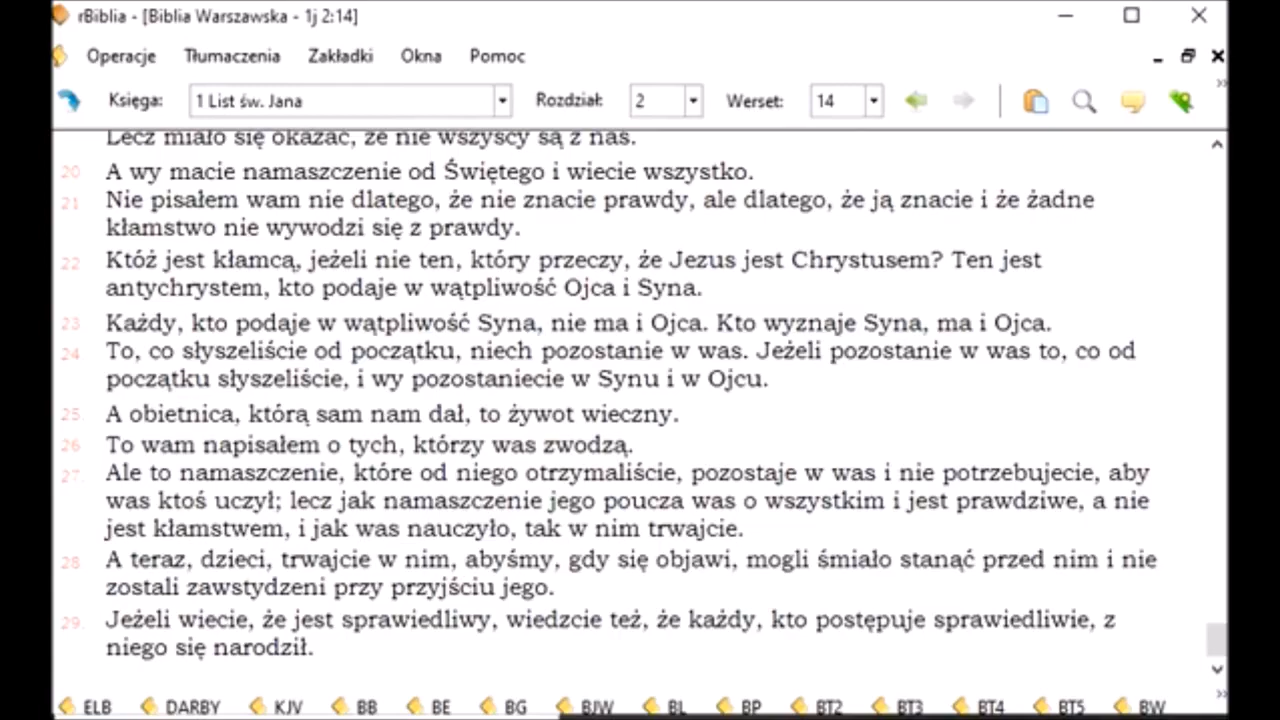 rBiblia - [Biblia Warszawska - 1j 2:14]
Operacje Tłumaczenia Zakładki Okna Pomoc
Księga: 1 List św. Jana Rozdział: 2 Werset: 14
Lecz miało się okazać, że nie wszyscy są z nas.
20 A wy macie namaszczenie od Świętego i wiecie wszystko.
21 Nie pisałem wam nie dlatego, że nie znacie prawdy, ale dlatego, że ją znacie i że żadne
kłamstwo nie wywodzi się z prawdy.
22 Któż jest kłamcą, jeżeli nie ten, który przeczy, że Jezus jest Chrystusem? Ten jest
antychrystem, kto podaje w wątpliwość Ojca i Syna.
23 Każdy, kto podaje w wątpliwość Syna, nie ma i Ojca. Kto wyznaje Syna, ma i Ojca.
24 To, co słyszeliście od początku, niech pozostanie w was. Jeżeli pozostanie w was to, co od
początku słyszeliście, i wy pozostaniecie w Synu i w Ojcu.
25 A obietnica, którą sam nam dał, to żywot wieczny.
26 To wam napisałem o tych, którzy was zwodzą.
27 Ale to namaszczenie, które od niego otrzymaliście, pozostaje w was i nie potrzebujecie, aby
was ktoś uczył; lecz jak namaszczenie jego poucza was o wszystkim i jest prawdziwe, a nie
jest kłamstwem, i jak was nauczyło, tak w nim trwajcie.
28 A teraz, dzieci, trwajcie w nim, abyśmy, gdy się objawi, mogli śmiało stanąć przed nim i nie
zostali zawstydzeni przy przyjściu jego.
29. Jeżeli wiecie, że jest sprawiedliwy, wiedzcie też, że każdy, kto postępuje sprawiedliwie, z
niego się narodził.
ELB DARBY KJV BB BE BG BJW BL BP BT2 BT3 BT4 BT5 BW